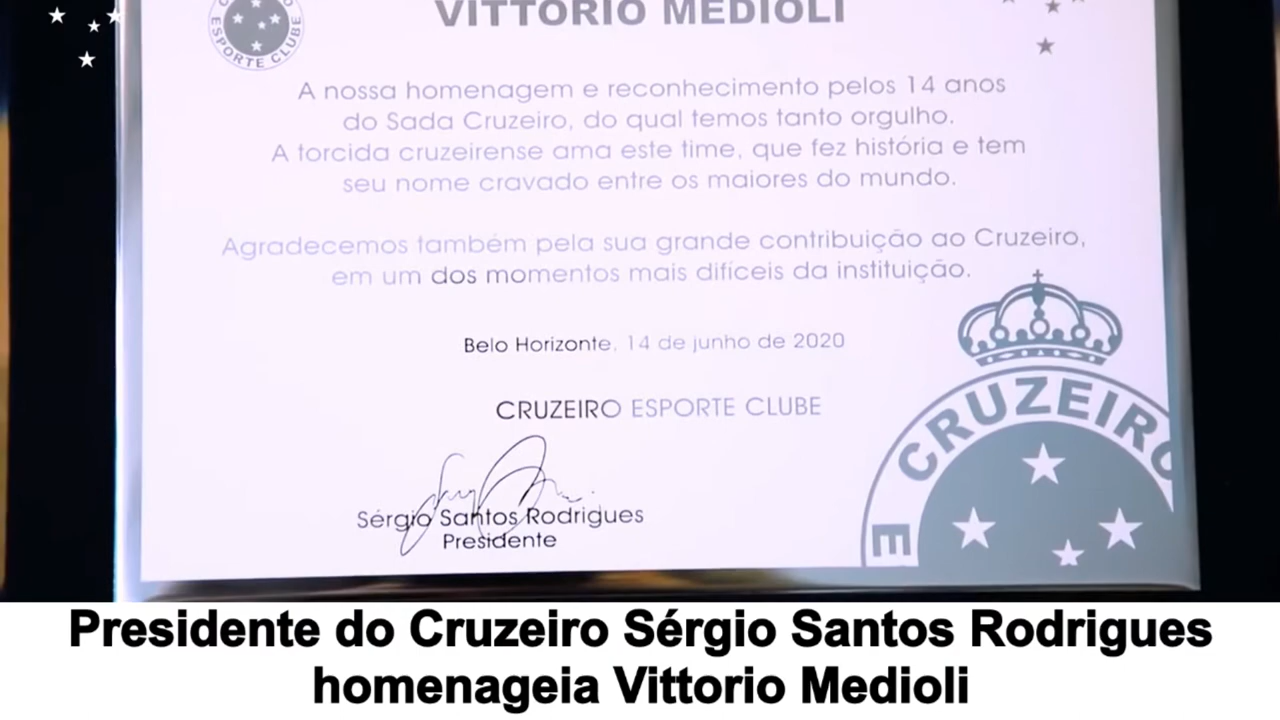 ESPORTE CLUBE
VITTORIO MEDIOLI
A nossa homenagem e reconhecimento pelos 14 anos
do Sada Cruzeiro, do qual temos tanto orgulho.
A torcida cruzeirense ama este time, que fez história e tem
seu nome cravado entre os maiores do mundo.
Agradecemos também pela sua grande contribuição ao Cruzeiro,
em um dos momentos mais difíceis da instituição.
Belo Horizonte, 14 de junho de 2020
CRUZEIRO ESPORTE CLUBE
Sérgio Santos Rodrigues
Presidente
CRUZEIRO
E
Presidente do Cruzeiro Sérgio Santos Rodrigues
homenageia Vittorio Medioli